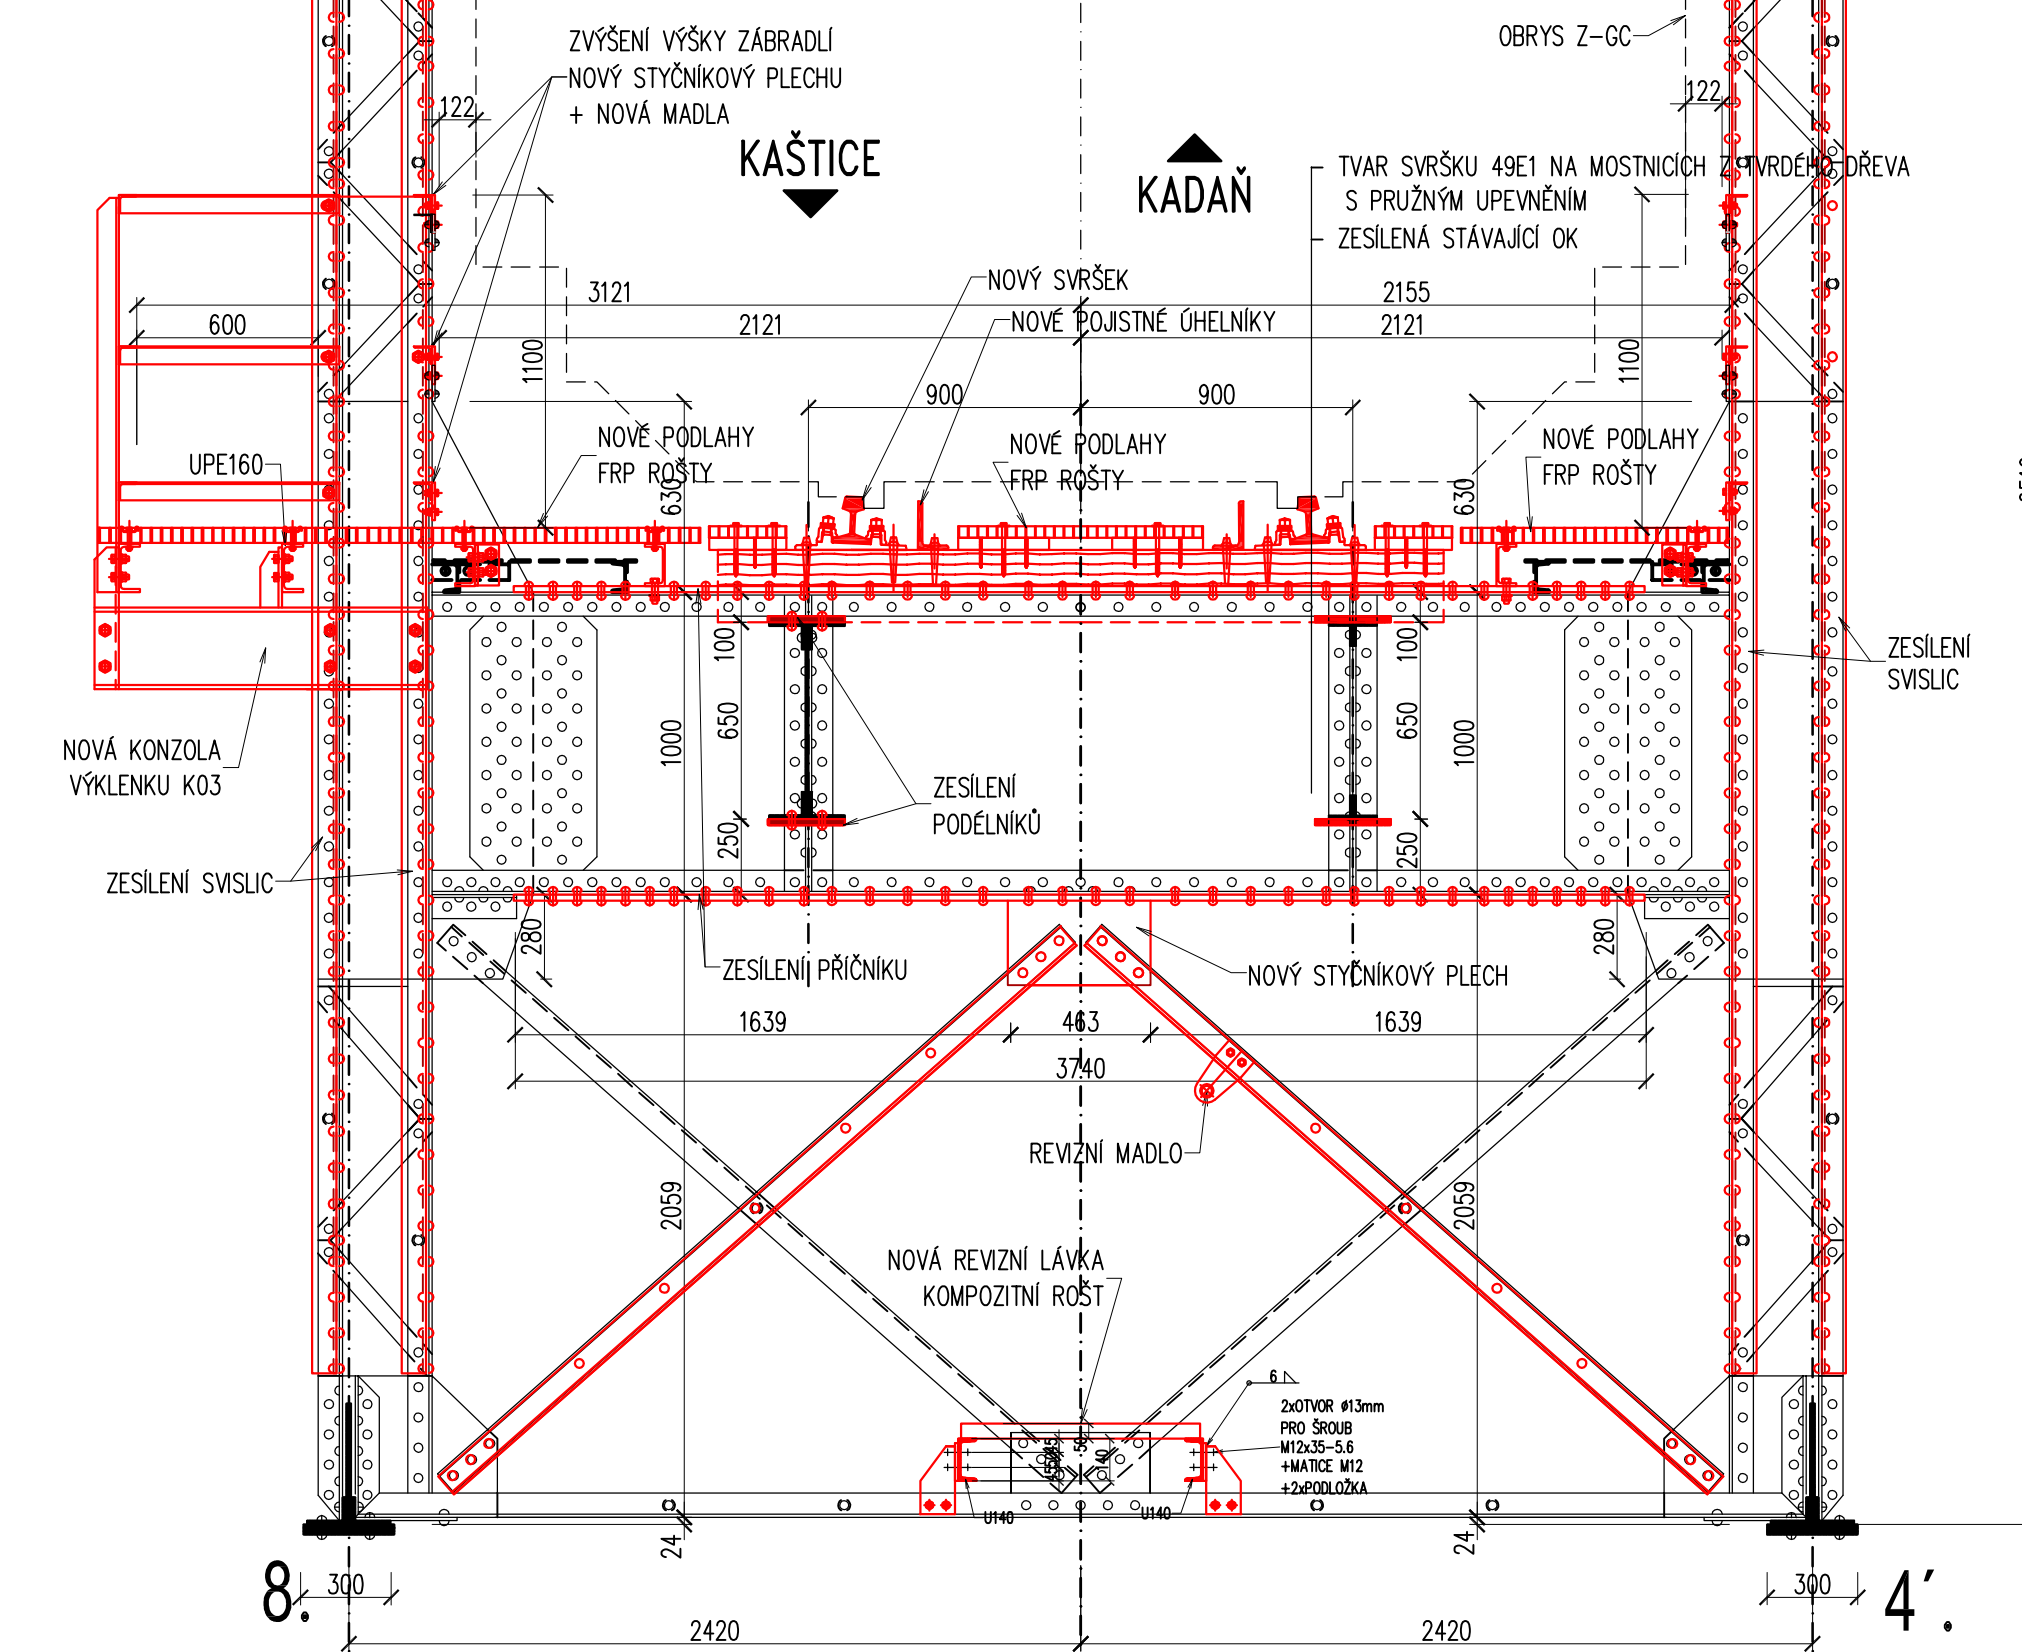 ZVÝŠENÍ VÝŠKY ZÁBRADLÍ
NOVÝ STYČNÍKOVÝ PLECHU
+ NOVÁ MADLA
OBRYS Z-GC
122
122
KAŠTICE
KADAŇ
TVAR SVRŠKU 49E1 NA MOSTNICÍCH Z TVRDÉHO DŘEVA
S PRUŽNÝM UPEVNĚNÍM
ZESÍLENÁ STÁVAJÍCÍ OK
NOVÝ SVRŠEK
3121
2155
600
2121
NOVÉ POJISTNÉ ÚHELNÍKY
2121
1100
1100
900
900
NOVÉ PODLAHY
FRP ROŠTY
NOVÉ PODLAHY
FRP ROŠTY
NOVÉ PODLAHY
FRP ROŠTY
UPE160
630
630
100
100
ZESÍLENÍ
SVISLIC
650
650
1000
1000
NOVÁ KONZOLA
VÝKLENKU K03
ZESÍLENÍ
PODÉLNÍKŮ
250
250
ZESÍLENÍ SVISLIC
280
280
ZESÍLENÍ PŘÍČNÍKU
NOVÝ STYČNÍKOVÝ PLECH
1639
463
1639
3740
REVIZNÍ MADLO
2059
2059
NOVÁ REVIZNÍ LÁVKA
KOMPOZITNÍ ROŠT
6
2xOTVOR Ø13mm
PRO ŠROUB
M12x35-5.6
+MATICE M12
+2xPODLOŽKA
50
140
U140
U140
24
24
8.
300
300
4'.
2420
2420